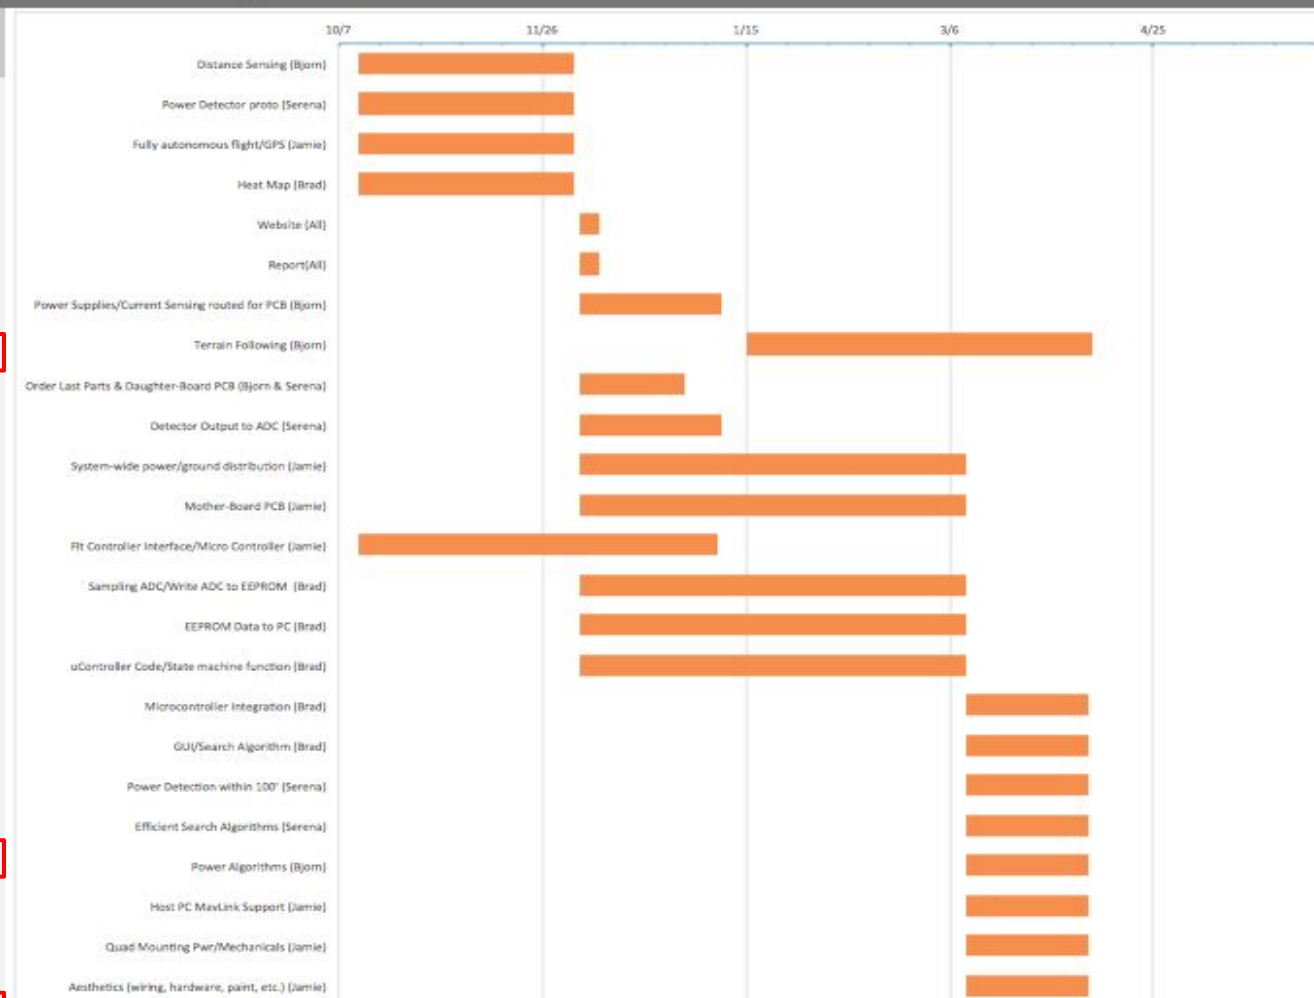 10/7 11/26 1/15 3/6 4/25
Distance Sensing (Bjorn)
Power Detector proto (Serena)
Fully autonomous flight/GPS (Jamie)
Heat Map (Brad)
Website (All)
Report(All)
Power Supplies/Current Sensing routed for PCB (Bjorn)
Terrain Following (Bjorn)
Order Last Parts & Daughter-Board PCB (Bjorn & Serena)
Detector Output to ADC (Serena)
System-wide power/ground distribution (Jamie)
Mother-Board PCB (Jamie)
Flt Controller Interface/Micro Controller (Jamie)
Sampling ADC/Write ADC to EEPROM (Brad)
EEPROM Data to PC (Brad)
uController Code/State machine function (Brad)
Microcontroller Integration (Brad)
GUI/Search Algorithm (Brad)
Power Detection within 100' (Serena)
Efficient Search Algorithms (Serena)
Power Algorithms (Bjorn)
Host PC MavLink Support (Jamie)
Quad Mounting Pwr/Mechanicals (Jamie)
Aesthetics (wiring, hardware, paint, etc.) (Jamie)